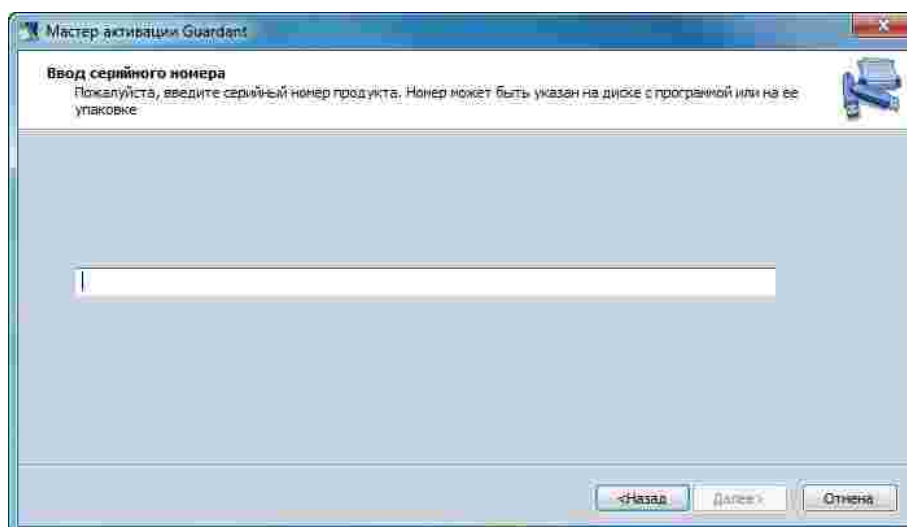 Мастер активации Guardant
Ввод серийного номера
Пожалуйста, введите серийный номер продукта. Номер может быть указан на диске с программой или на ее
упаковке
<Назад Далее> Отмена